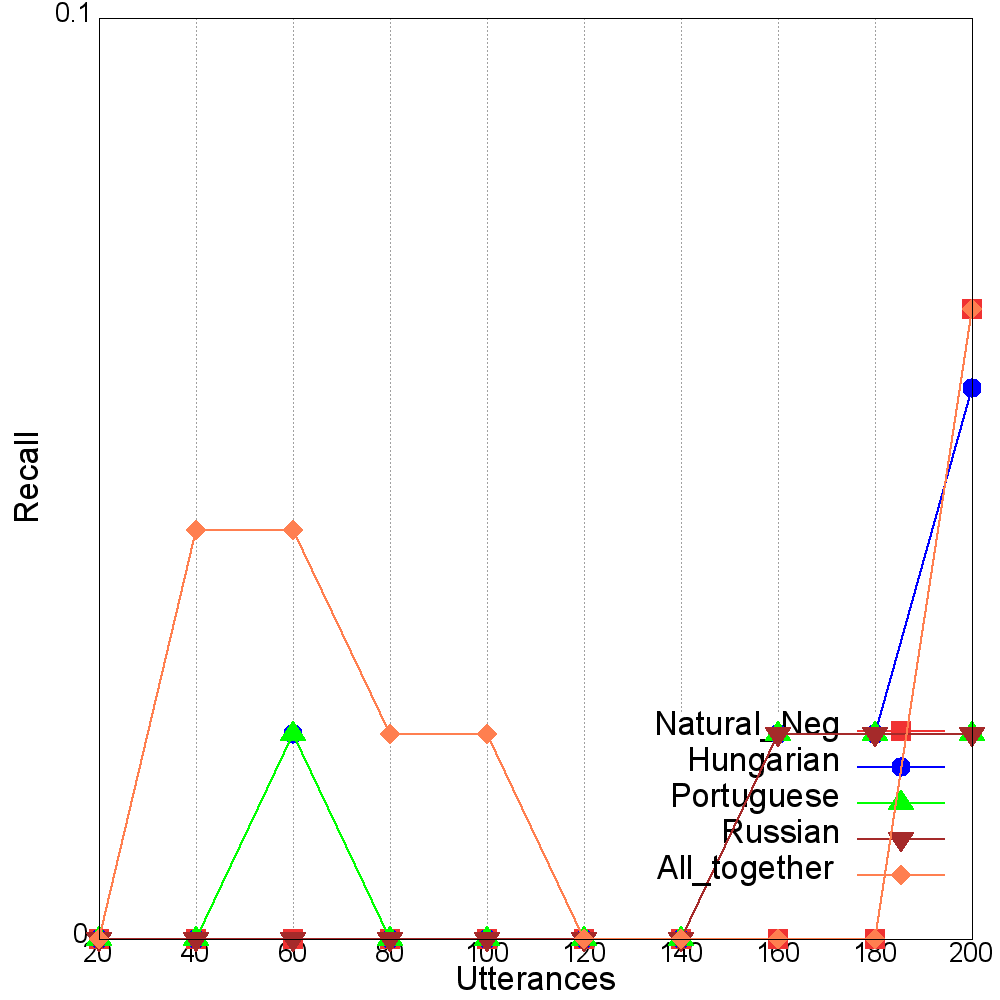 0.1
Recall
Natural_Neg
Hungarian
Portuguese
Russian
All_together
0
20 40 60 80 100 120 140 160 180 200
Utterances